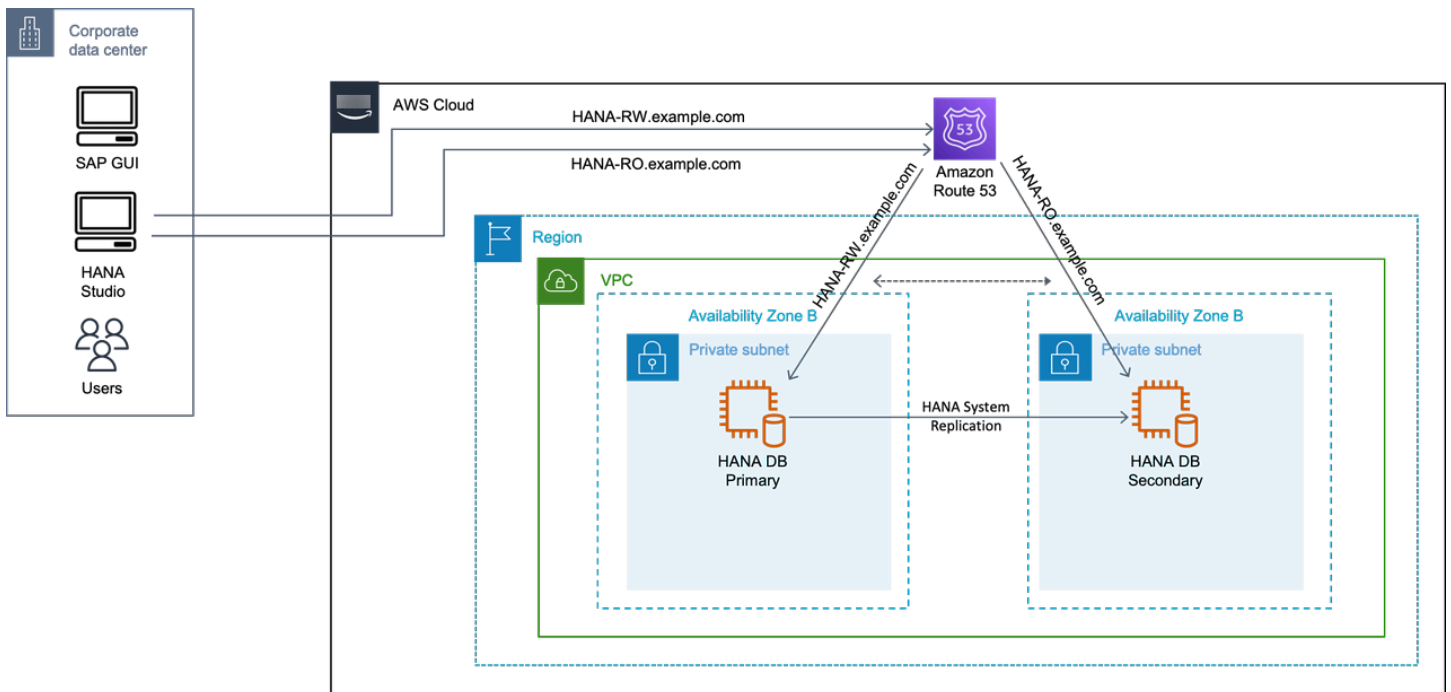 Corporate
data center
SAP GUI
HANA
Studio
Users
AWS Cloud
HANA-RW.example.com
HANA-RO.example.com
53
Amazon
Route 53
HANA-RW.example.com
HANA-RO.example.com
Region
VPC
Availability Zone B
Private subnet
HANA DB
Primary
HANA System
Replication
Availability Zone B
Private subnet
HANA DB
Secondary